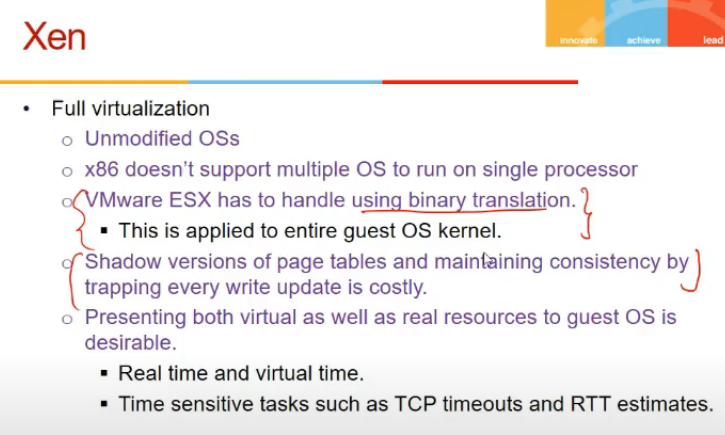 Xen
innovate achieve lead
• Full virtualization
o Unmodified OSs
o x86 doesn't support multiple OS to run on single processor
o VMware ESX has to handle using binary translation.
▪ This is applied to entire guest OS kernel.
o Shadow versions of page tables and maintaining consistency by
trapping every write update is costly.
o Presenting both virtual as well as real resources to guest OS is
desirable.
▪ Real time and virtual time.
▪ Time sensitive tasks such as TCP timeouts and RTT estimates.